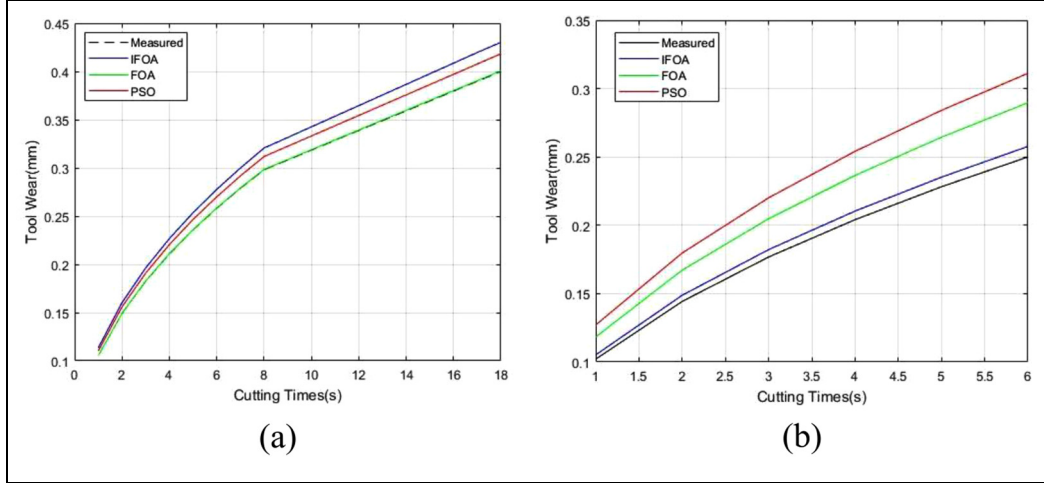 0.45
0.4
0.35
0.3
0.25
0.2
0.15
0.1
Tool Wear(mm)
Measured
IFOA
FOA
PSO
0 2 4 6 8 10 12 14 16 18
Cutting Times(s)
(a)
0.35
0.3
0.25
0.2
0.15
0.1
Tool Wear(mm)
Measured
IFOA
FOA
PSO
1 1.5 2 2.5 3 3.5 4 4.5 5 5.5 6
Cutting Times(s)
(b)